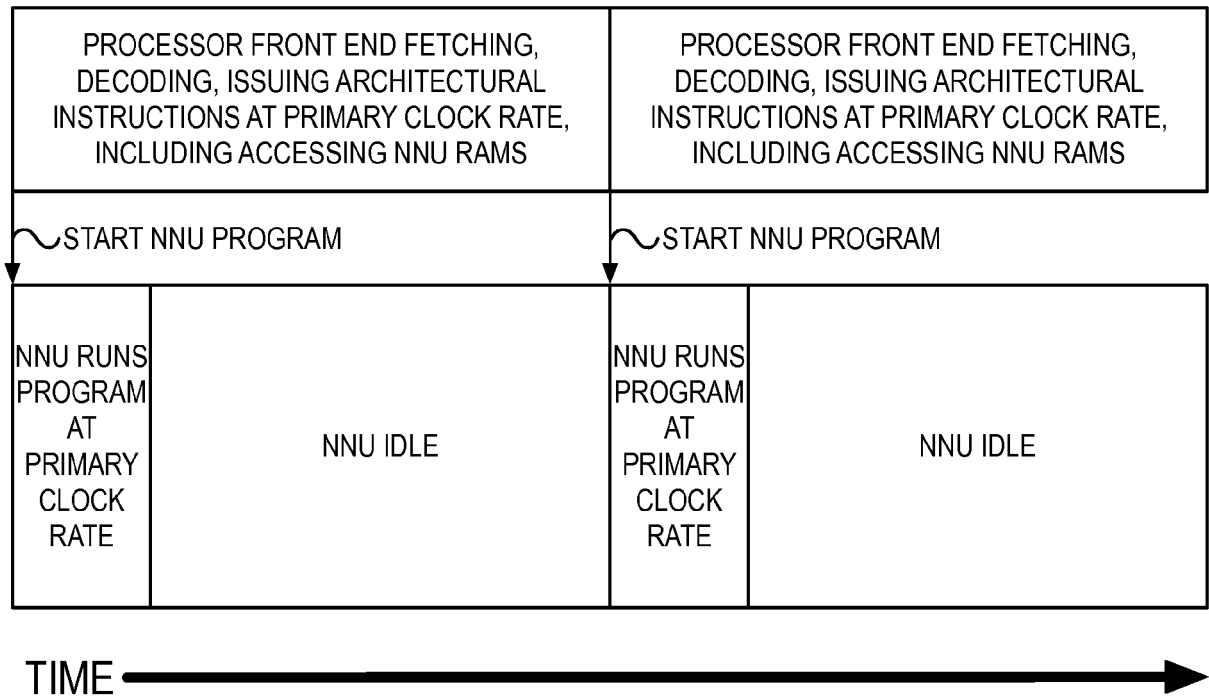 PROCESSOR FRONT END FETCHING,
DECODING, ISSUING ARCHITECTURAL
INSTRUCTIONS AT PRIMARY CLOCK RATE,
INCLUDING ACCESSING NNU RAMS
PROCESSOR FRONT END FETCHING,
DECODING, ISSUING ARCHITECTURAL
INSTRUCTIONS AT PRIMARY CLOCK RATE,
INCLUDING ACCESSING NNU RAMS
START NNU PROGRAM
START NNU PROGRAM
NNU RUNS
PROGRAM
AT
PRIMARY
CLOCK
RATE
NNU IDLE
NNU RUNS
PROGRAM
AT
PRIMARY
CLOCK
RATE
NNU IDLE
TIME